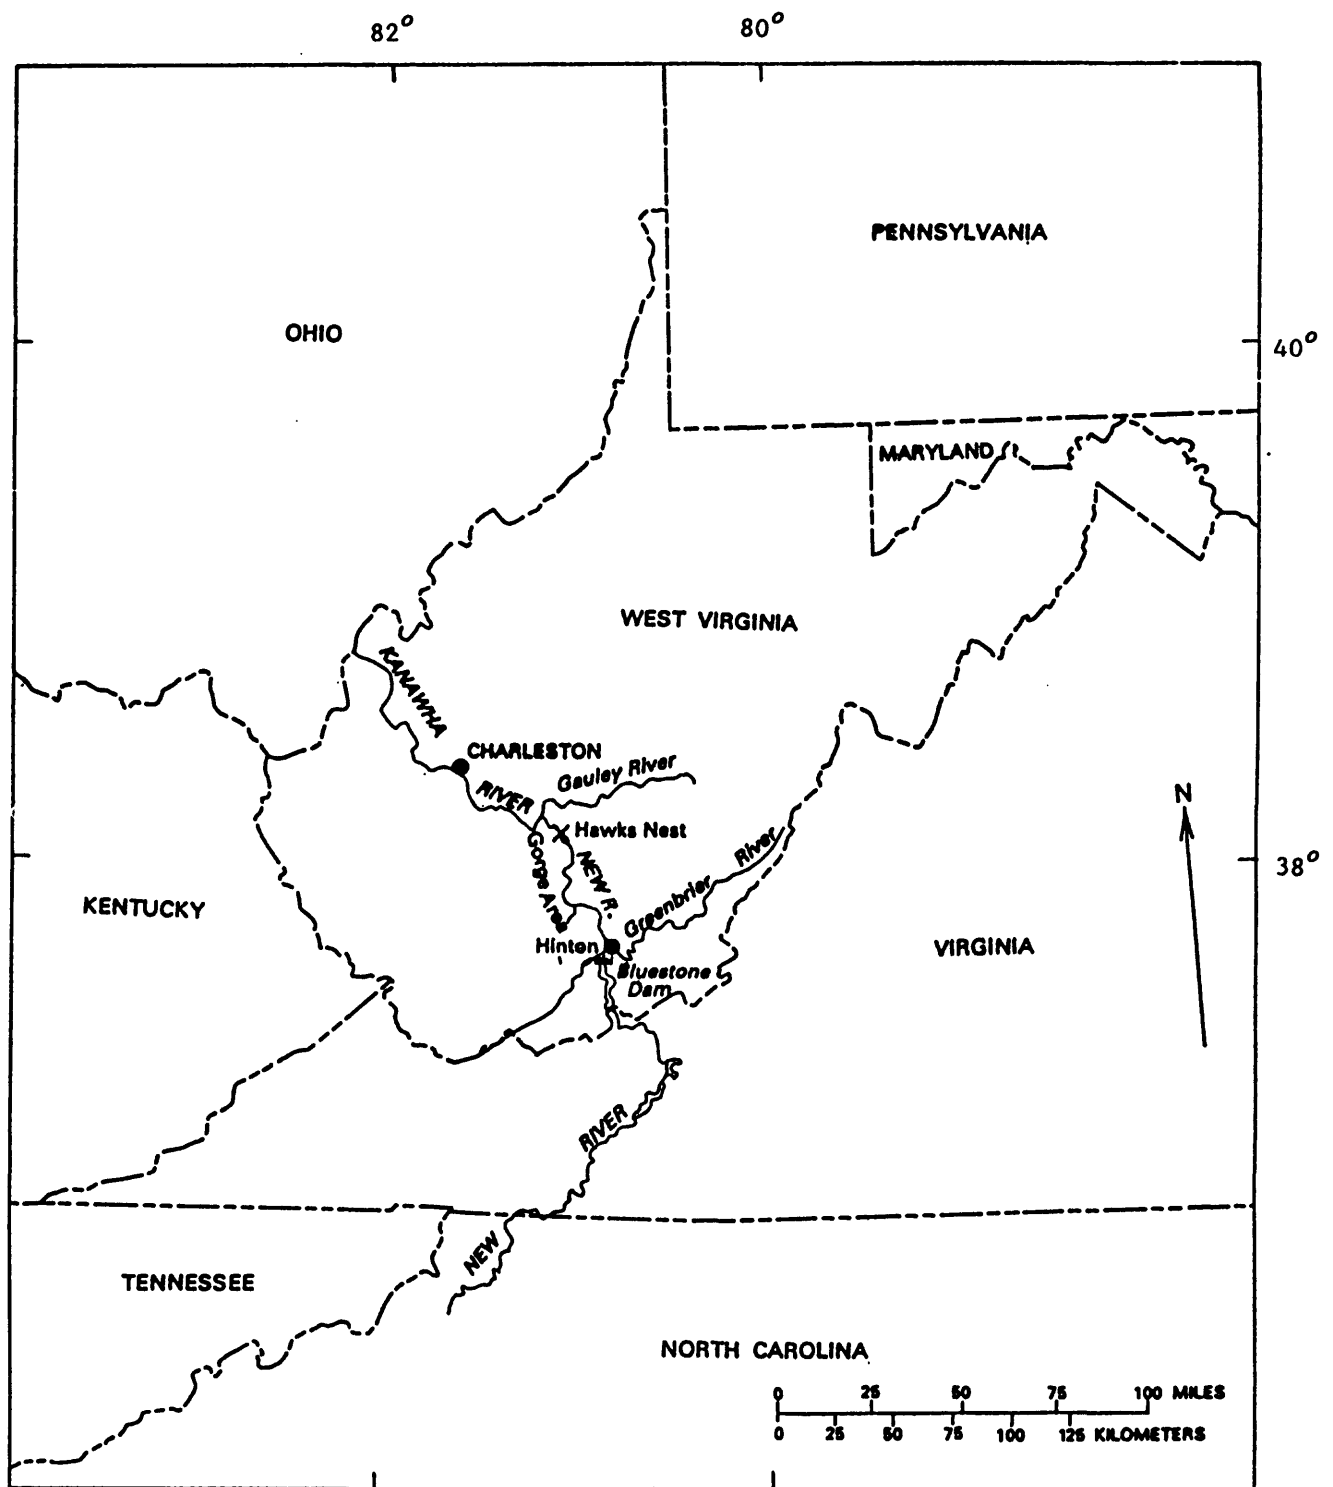 82°
80°
PENNSYLVANIA
OHIO
40°
MARYLAND
WEST VIRGINIA
KANAWHA
CHARLESTON
RIVER
Gauley River
Hawks Nest
N
Gorge Area
NEW R.
Greenbrier River
38°
KENTUCKY
Hinton
Bluestone
Dam
VIRGINIA
RIVER
NEW
TENNESSEE
NORTH CAROLINA
0 25 50 75 100 MILES
0 25 50 75 100 125 KILOMETERS